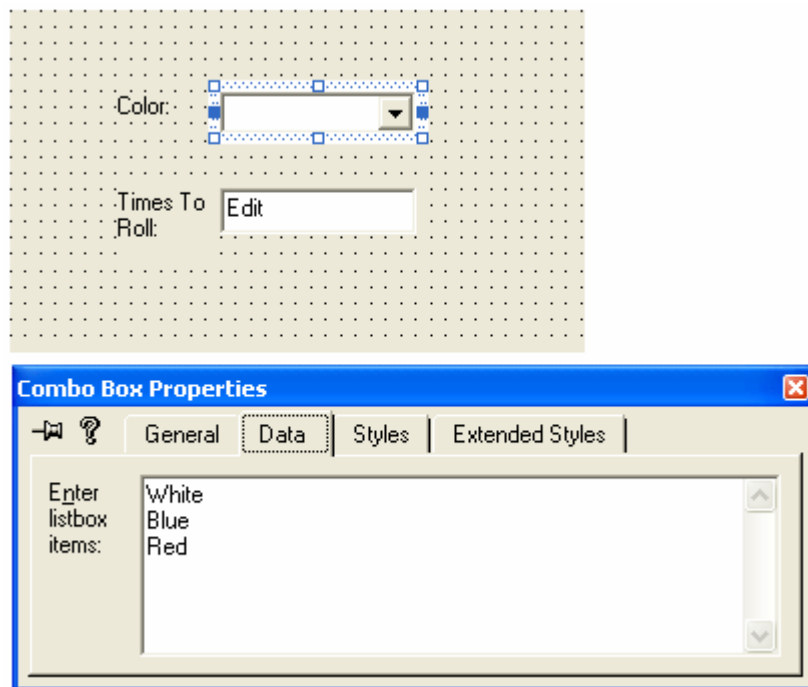 Color:
Times To
Roll:
Edit
Combo Box Properties
General
Data
Styles
Extended Styles
Enter
listbox
items:
White
Blue
Red